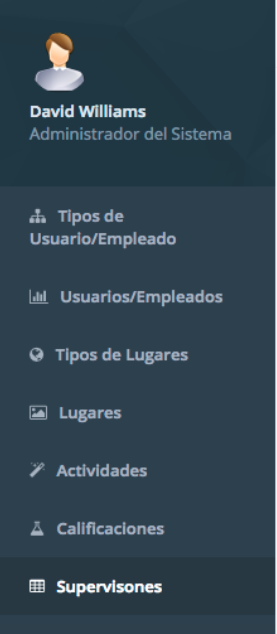 David Williams
Administrador del Sistema
Tipos de
Usuario/Empleado
Usuarios/Empleados
Tipos de Lugares
Lugares
Actividades
Calificaciones
Supervisones